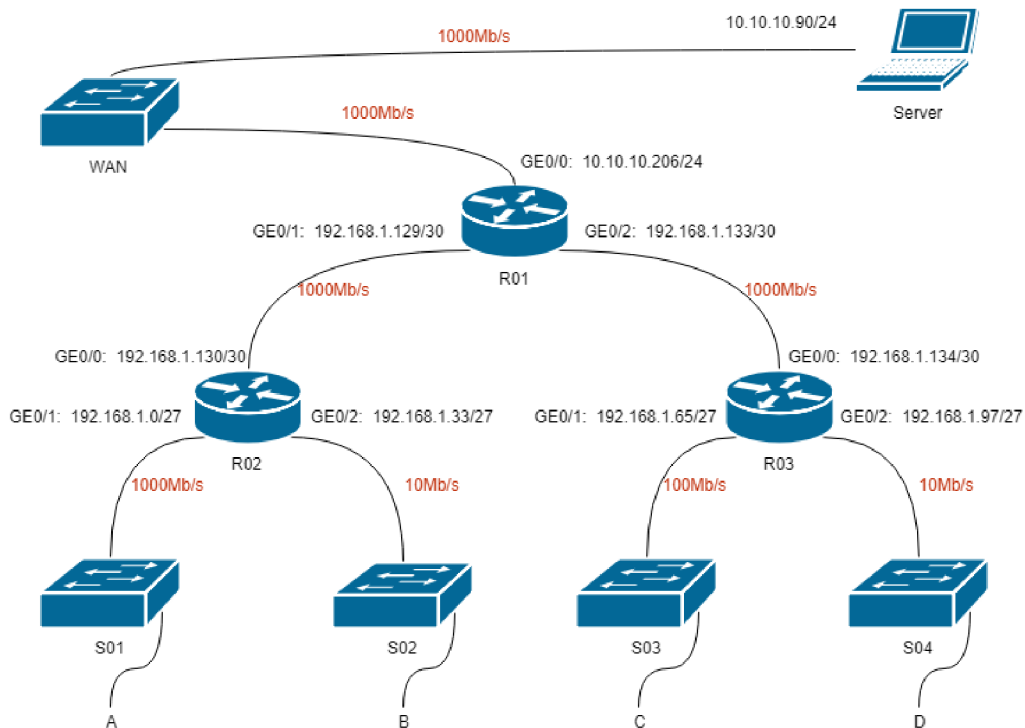 10.10.10.90/24
1000Mb/s
Server
1000Mb/s
WAN
GE0/0: 10.10.10.206/24
GE0/1: 192.168.1.129/30
GE0/2: 192.168.1.133/30
R01
1000Mb/s
1000Mb/s
GE0/0: 192.168.1.130/30
GE0/0: 192.168.1.134/30
GE0/1: 192.168.1.0/27
GE0/2: 192.168.1.33/27
GE0/1: 192.168.1.65/27
GE0/2: 192.168.1.97/27
R02
R03
1000Mb/s
10Mb/s
100Mb/s
10Mb/s
S01
S02
S03
S04
A
B
C
D